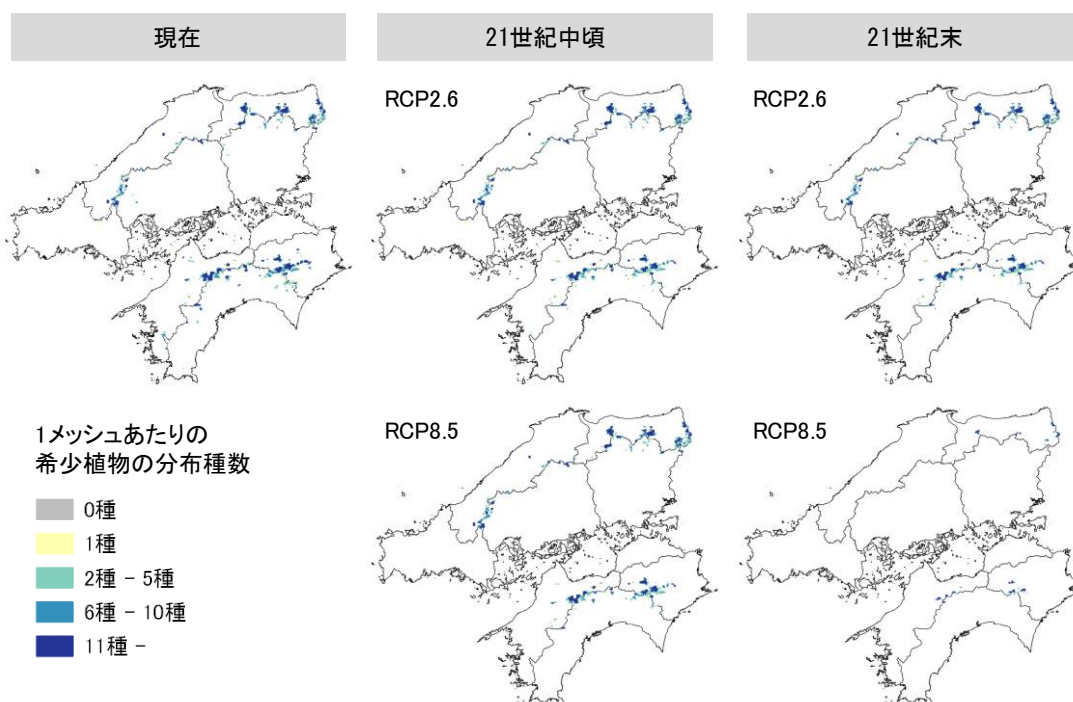 現在
21世紀中頃
21世紀末
RCP2.6
RCP2.6
RCP8.5
RCP8.5
1メッシュあたりの
希少植物の分布種数
0種
1種
2種 − 5種
6種 − 10種
11種 −